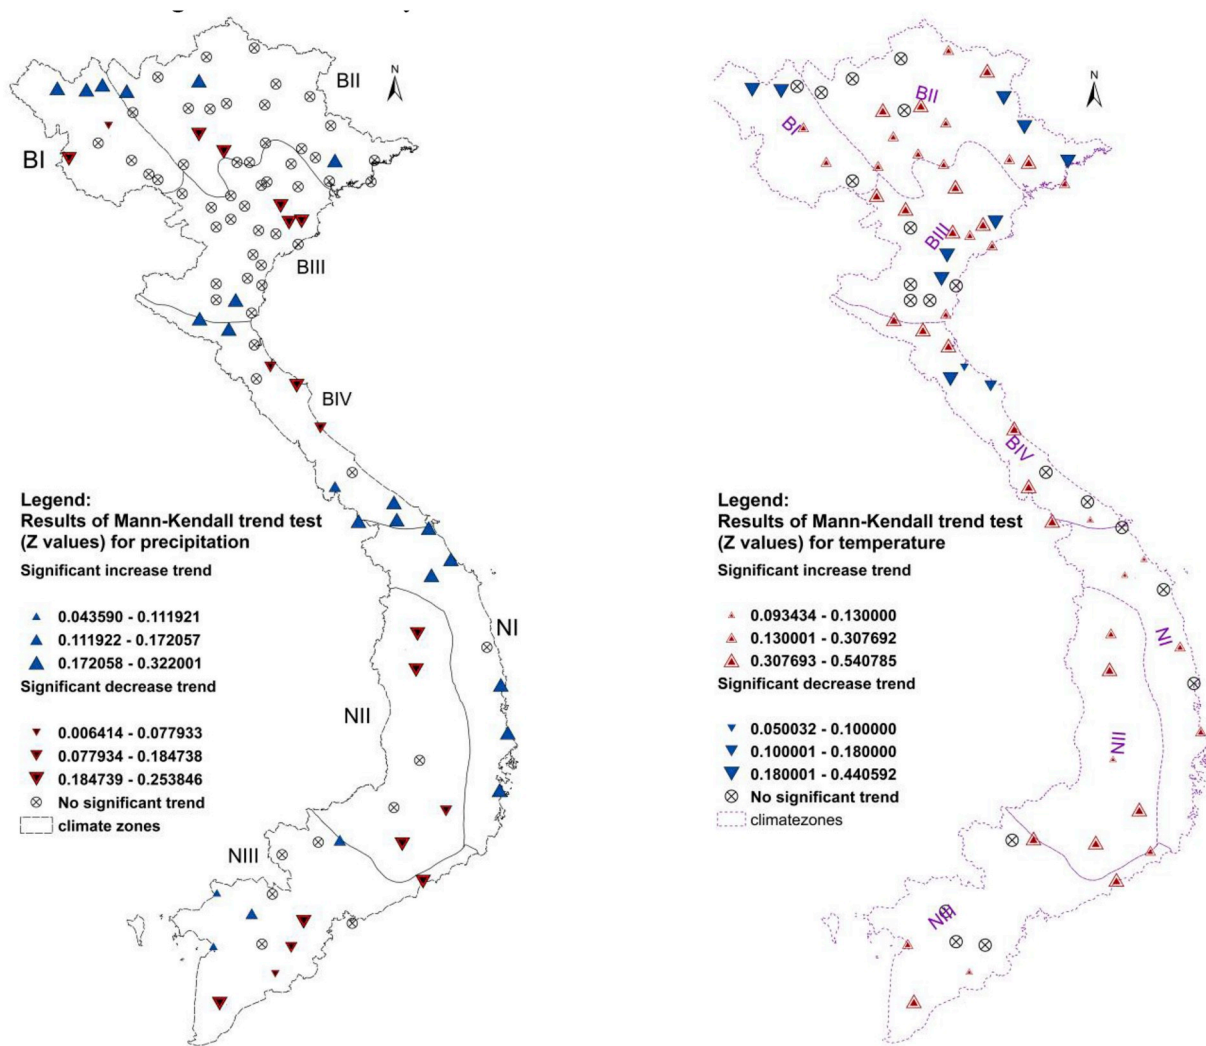 N
BII
BI
BIII
BIV
Legend:
Results of Mann-Kendall trend test
(Z values) for precipitation
Significant increase trend
0.043590 - 0.111921
0.111922 - 0.172057
0.172058 - 0.322001
Significant decrease trend
0.006414 - 0.077933
0.077934 - 0.184738
0.184739 - 0.253846
No significant trend
climate zones
NI
NII
NIII
N
BII
BI
BIII
BIV
Legend:
Results of Mann-Kendall trend test
(Z values) for temperature
Significant increase trend
0.093434 - 0.130000
0.130001 - 0.307692
0.307693 - 0.540785
Significant decrease trend
0.050032 - 0.100000
0.100001 - 0.180000
0.180001 - 0.440592
No significant trend
climatezones
NI
NII
NIII